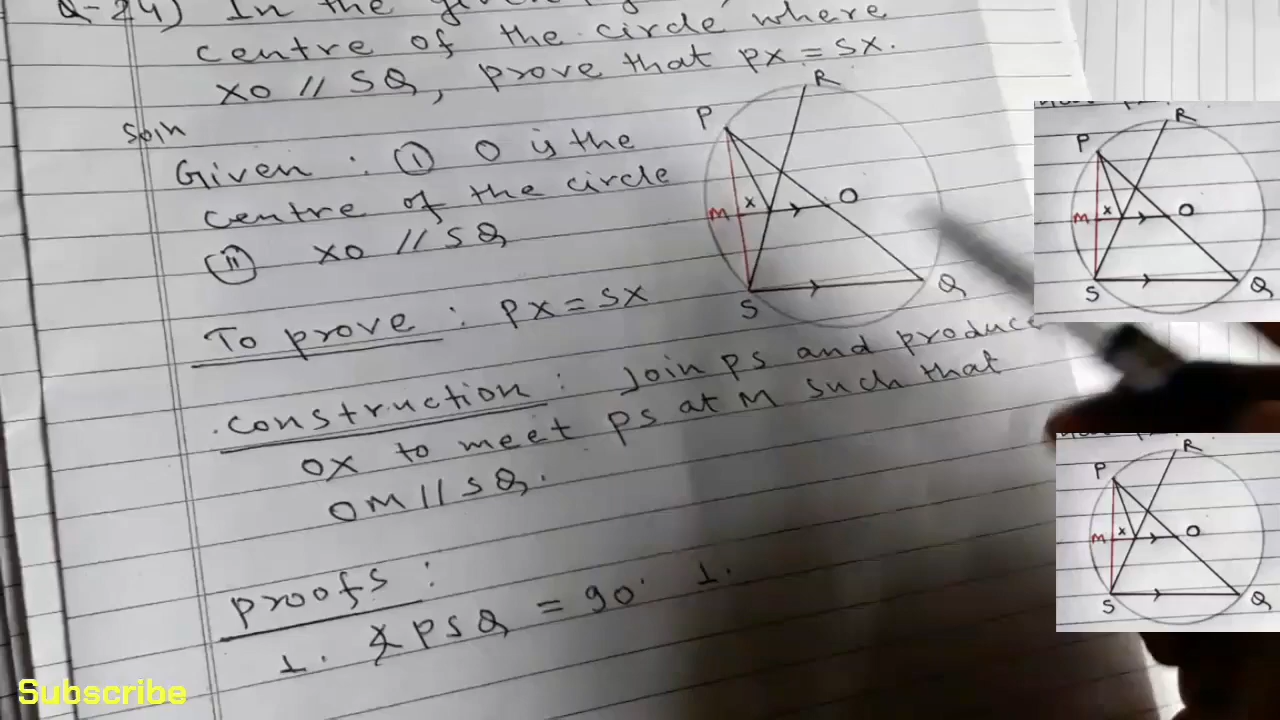 Q-24) In the given
centre of the circle where
XO // SQ, prove that PX = SX.
Soln
Given : (i) O is the
centre of the circle
(ii) XO // SQ
To prove : PX = SX
Construction : Join PS and produce
OX to meet PS at M such that
OM // SQ.
Proofs :
1. ∠PSQ = 90° 1.
P
R
M
X
O
S
Q
P
R
M
X
O
S
Q
P
R
M
X
O
S
Q
Subscribe